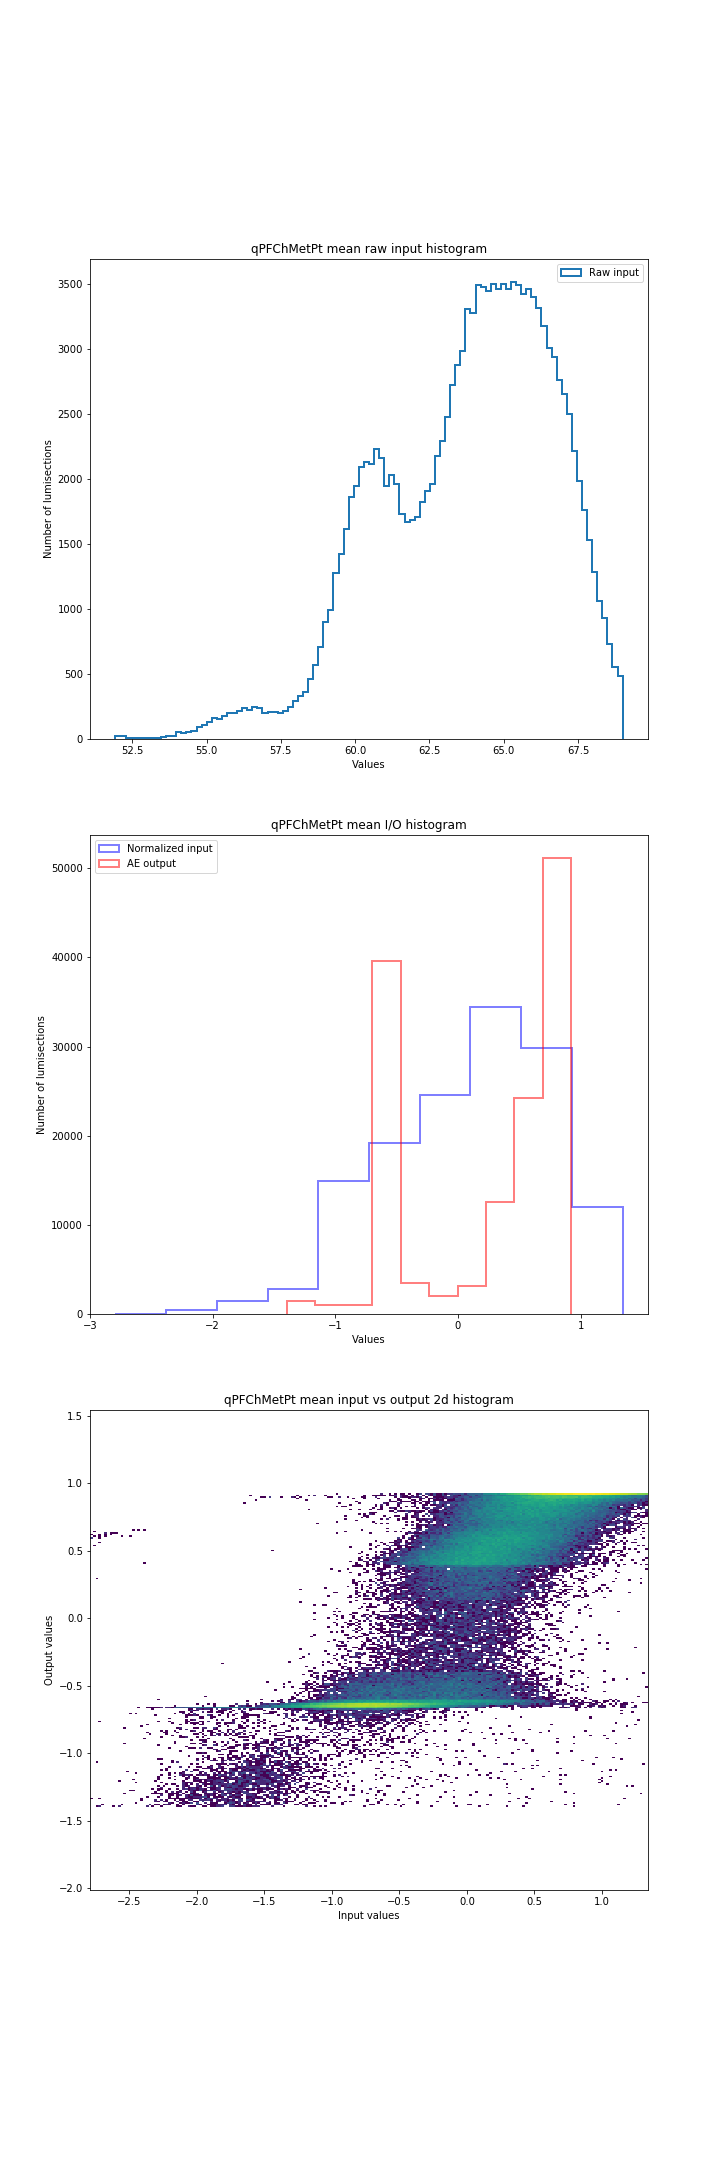 qPFChMetPt mean raw input histogram
Raw input
3500
3000
2500
2000
1500
1000
500
0
Number of lumisections
52.5 55.0 57.5 60.0 62.5 65.0 67.5
Values
qPFChMetPt mean I/O histogram
Normalized input
AE output
50000
40000
30000
20000
10000
0
Number of lumisections
−3 −2 −1 0 1
Values
qPFChMetPt mean input vs output 2d histogram
1.5
1.0
0.5
0.0
−0.5
−1.0
−1.5
−2.0
Output values
−2.5 −2.0 −1.5 −1.0 −0.5 0.0 0.5 1.0
Input values